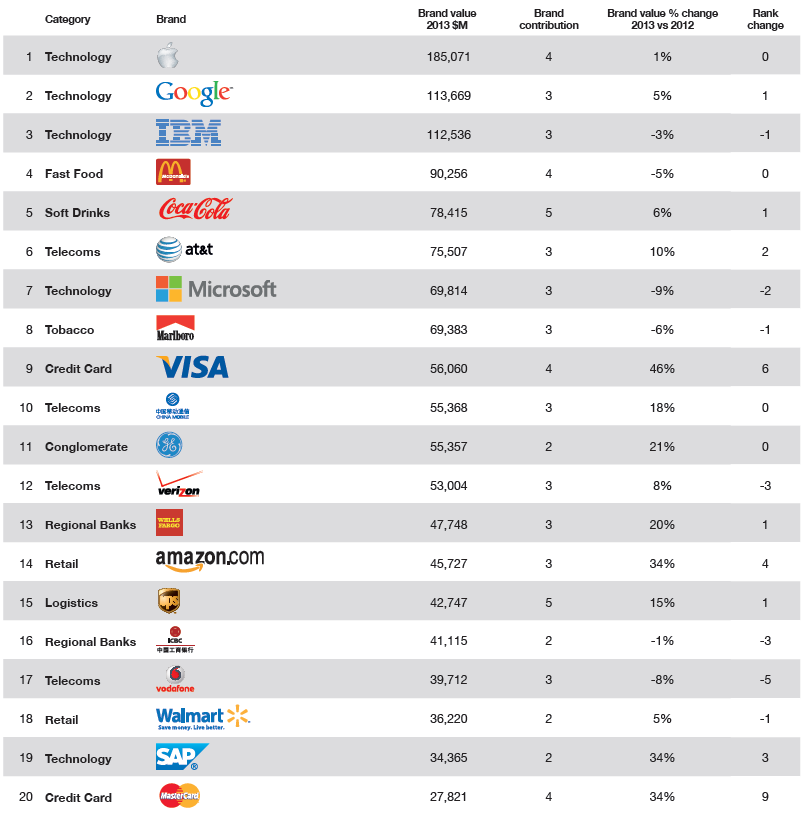 Category Brand Brand value 2013 $M Brand contribution Brand value % change 2013 vs 2012 Rank change
1 Technology 185,071 4 1% 0
2 Technology Google 113,669 3 5% 1
3 Technology IBM 112,536 3 -3% -1
4 Fast Food McDonald's 90,256 4 -5% 0
5 Soft Drinks Coca-Cola 78,415 5 6% 1
6 Telecoms at&t 75,507 3 10% 2
7 Technology Microsoft 69,814 3 -9% -2
8 Tobacco Marlboro 69,383 3 -6% -1
9 Credit Card VISA 56,060 4 46% 6
10 Telecoms 中国移动通信 CHINA MOBILE 55,368 3 18% 0
11 Conglomerate GE 55,357 2 21% 0
12 Telecoms verizon 53,004 3 8% -3
13 Regional Banks WELLS FARGO 47,748 3 20% 1
14 Retail amazon.com 45,727 3 34% 4
15 Logistics ups 42,747 5 15% 1
16 Regional Banks ICBC 中国工商银行 41,115 2 -1% -3
17 Telecoms vodafone 39,712 3 -8% -5
18 Retail Walmart Save money. Live better. 36,220 2 5% -1
19 Technology SAP ® 34,365 2 34% 3
20 Credit Card MasterCard 27,821 4 34% 9